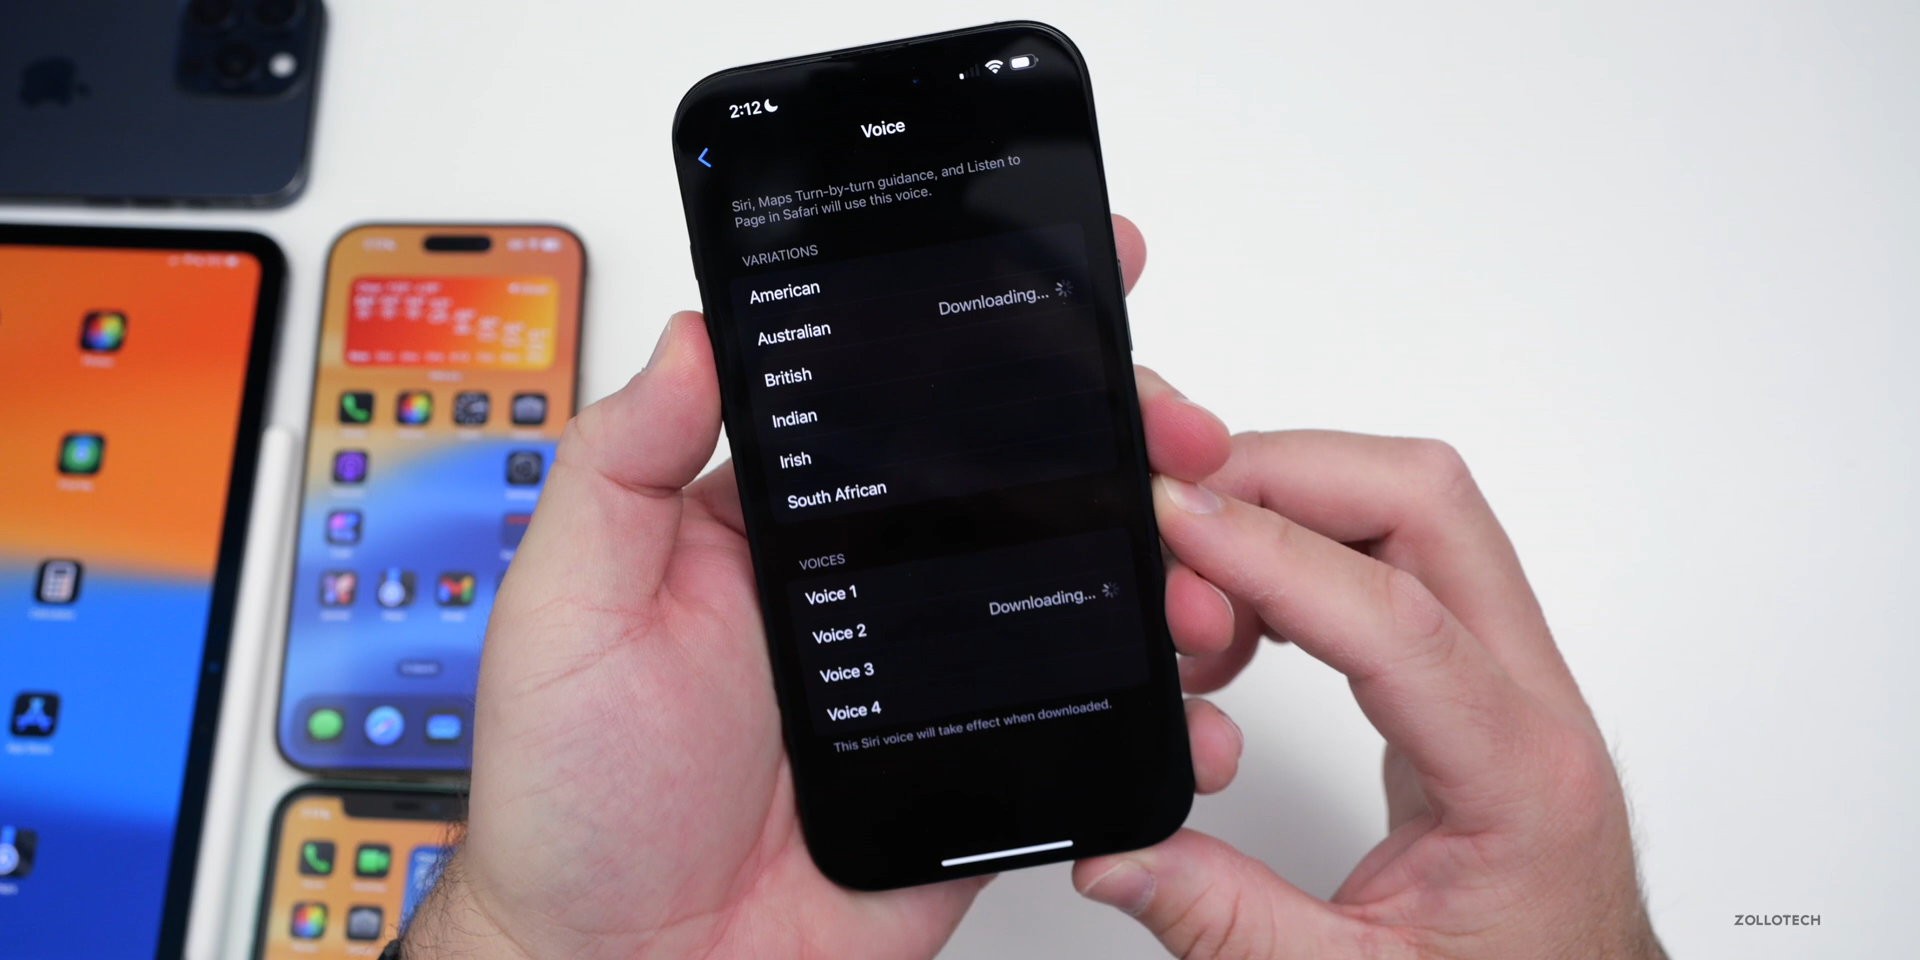 2:12
Voice
Siri, Maps Turn-by-turn guidance, and Listen to
Page in Safari will use this voice.
VARIATIONS
American
Australian Downloading...
British
Indian
Irish
South African
VOICES
Voice 1
Voice 2 Downloading...
Voice 3
Voice 4
This Siri voice will take effect when downloaded.
ZOLLOTECH